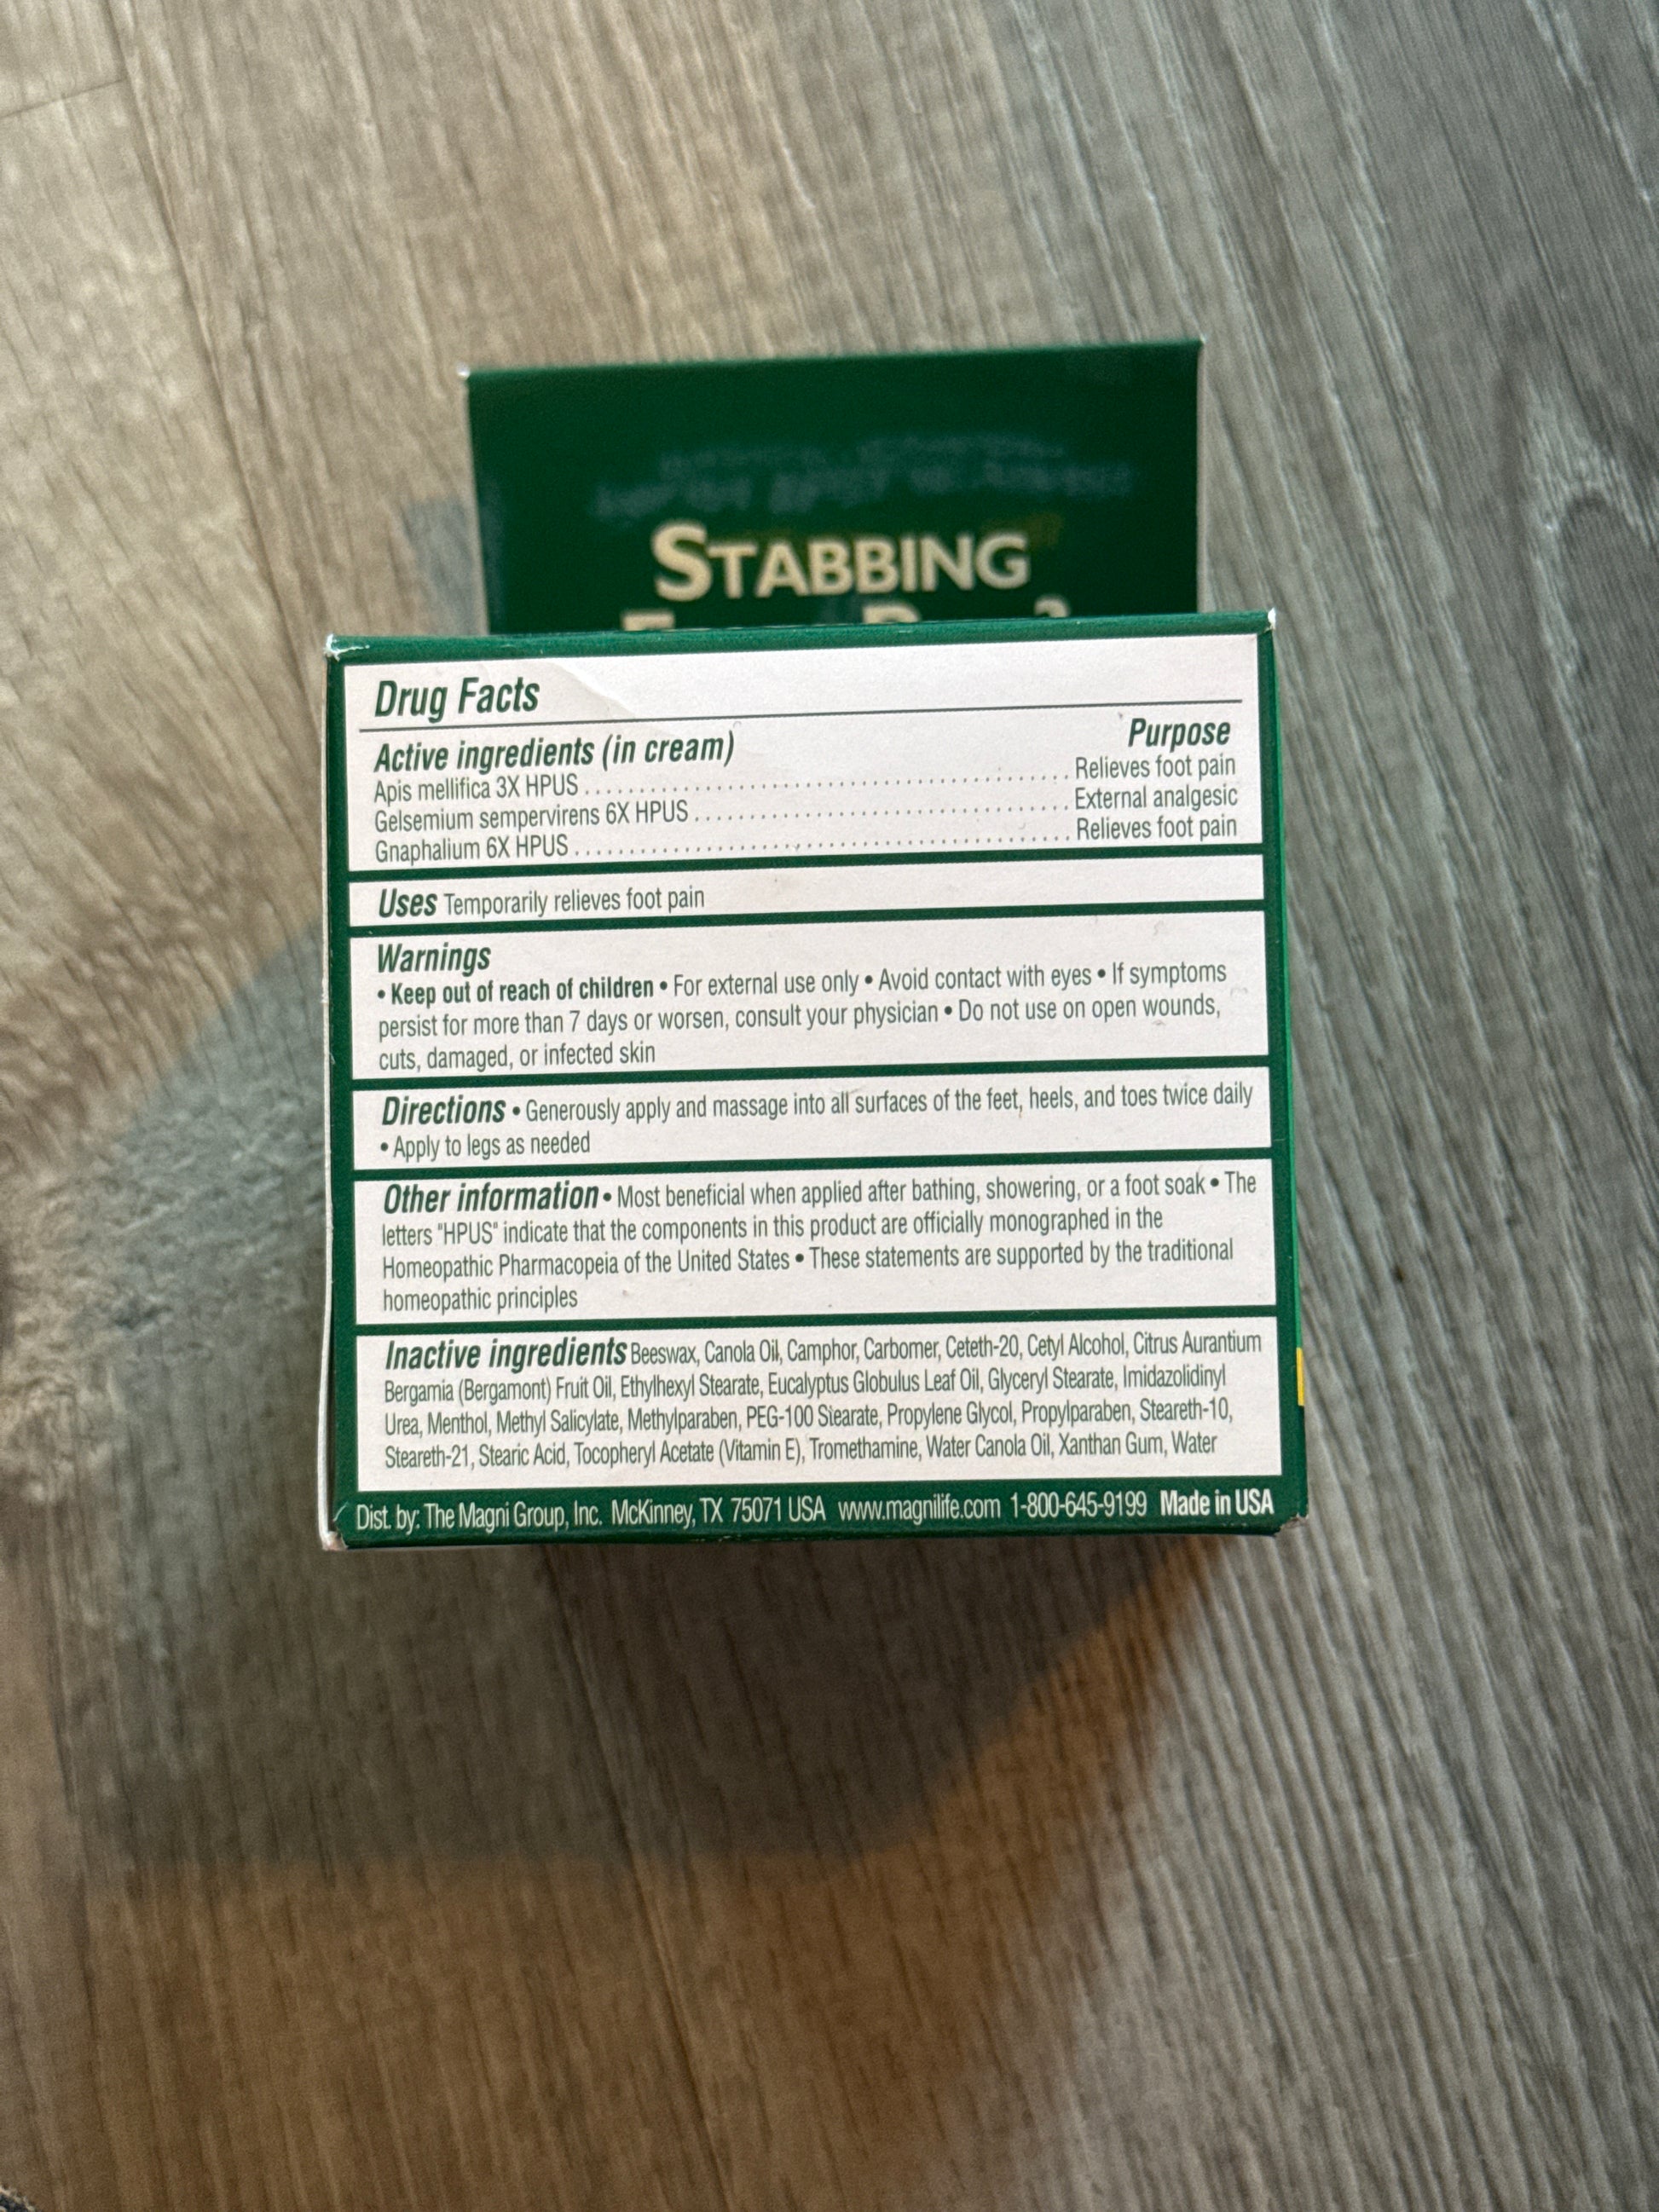 STABBING
Drug Facts
Active ingredients (in cream) Purpose
Apis mellifica 3X HPUS ........................................ Relieves foot pain
Gelsemium sempervirens 6X HPUS ........................................ External analgesic
Gnaphalium 6X HPUS ........................................ Relieves foot pain
Uses Temporarily relieves foot pain
Warnings
• Keep out of reach of children • For external use only • Avoid contact with eyes • If symptoms
persist for more than 7 days or worsen, consult your physician • Do not use on open wounds,
cuts, damaged, or infected skin
Directions • Generously apply and massage into all surfaces of the feet, heels, and toes twice daily
• Apply to legs as needed
Other information • Most beneficial when applied after bathing, showering, or a foot soak • The
letters "HPUS" indicate that the components in this product are officially monographed in the
Homeopathic Pharmacopeia of the United States • These statements are supported by the traditional
homeopathic principles
Inactive ingredients Beeswax, Canola Oil, Camphor, Carbomer, Ceteth-20, Cetyl Alcohol, Citrus Aurantium
Bergamia (Bergamont) Fruit Oil, Ethylhexyl Stearate, Eucalyptus Globulus Leaf Oil, Glyceryl Stearate, Imidazolidinyl
Urea, Menthol, Methyl Salicylate, Methylparaben, PEG-100 Stearate, Propylene Glycol, Propylparaben, Steareth-10,
Steareth-21, Stearic Acid, Tocopheryl Acetate (Vitamin E), Tromethamine, Water Canola Oil, Xanthan Gum, Water
Dist. by: The Magni Group, Inc. McKinney, TX 75071 USA www.magnilife.com 1-800-645-9199 Made in USA